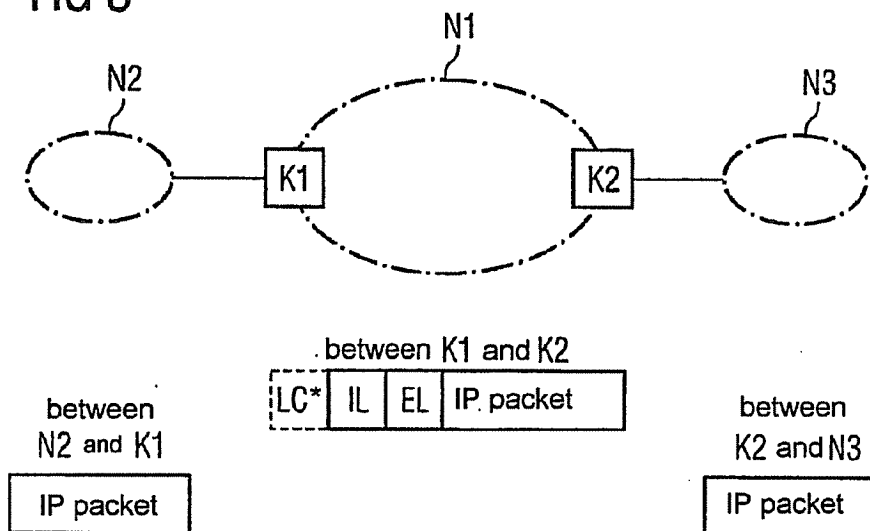 N1
N2
N3
K1
K2
between K1 and K2
LC* IL EL IP packet
between
N2 and K1
IP packet
between
K2 and N3
IP packet